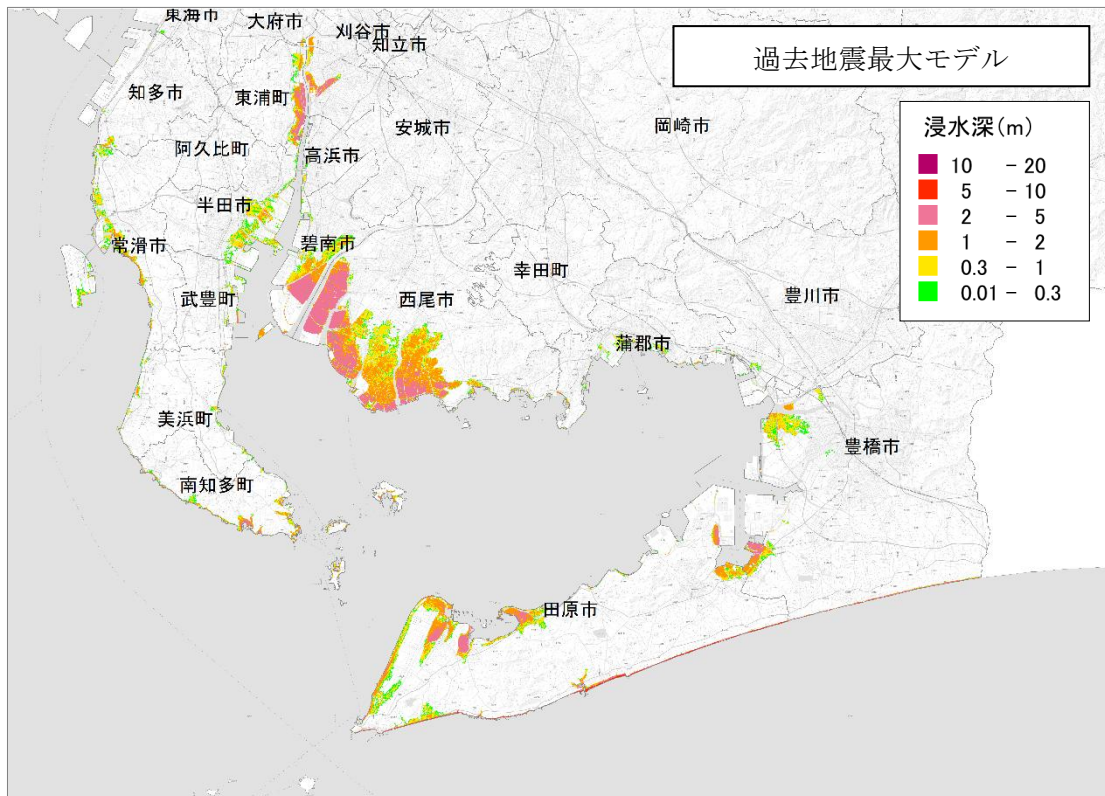 東海市
大府市
刈谷市
知立市
過去地震最大モデル
知多市
東浦町
安城市
岡崎市
浸水深(m)
阿久比町
高浜市
10 - 20
5 - 10
2 - 5
1 - 2
0.3 - 1
0.01 - 0.3
半田市
常滑市
碧南市
武豊町
西尾市
幸田町
豊川市
蒲郡市
美浜町
豊橋市
南知多町
田原市